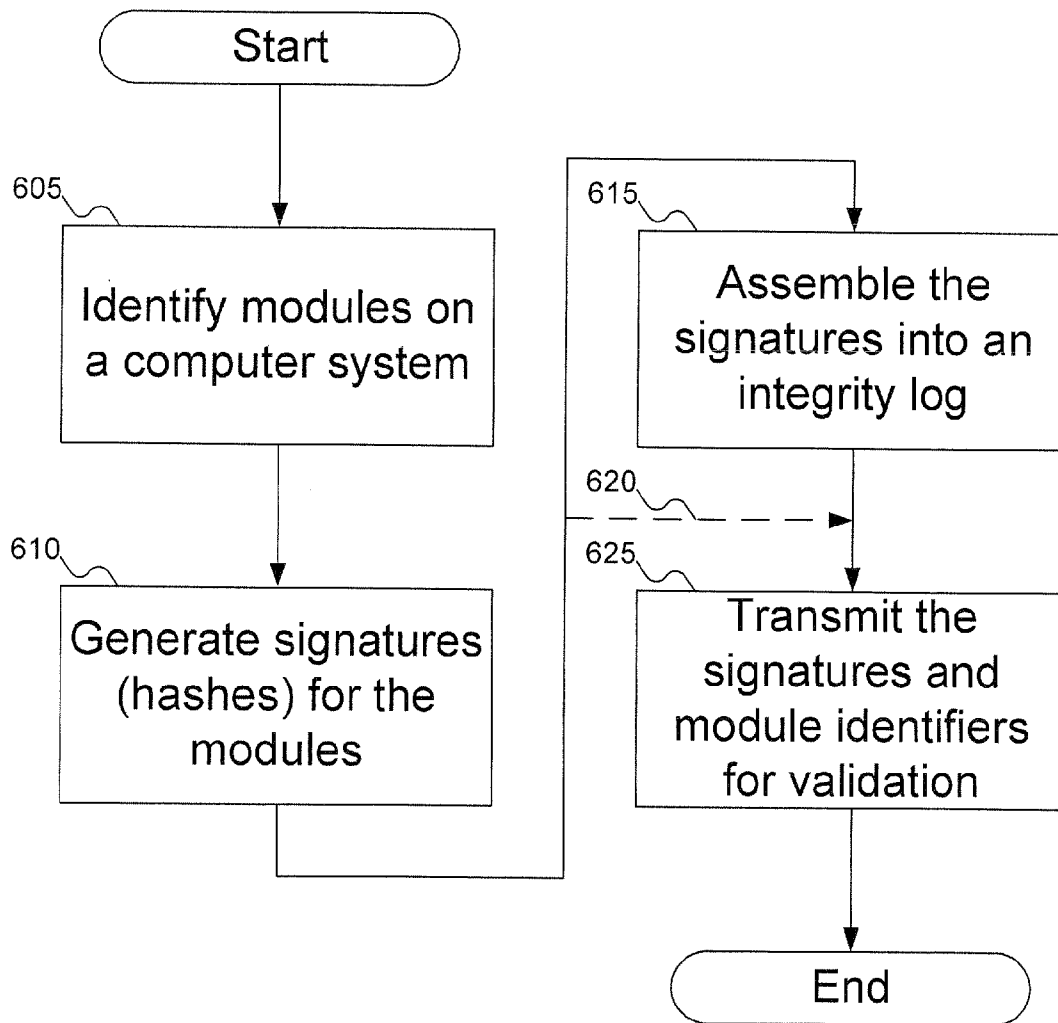 Start
605
Identify modules on
a computer system
610
Generate signatures
(hashes) for the
modules
615
Assemble the
signatures into an
integrity log
620
625
Transmit the
signatures and
module identifiers
for validation
End